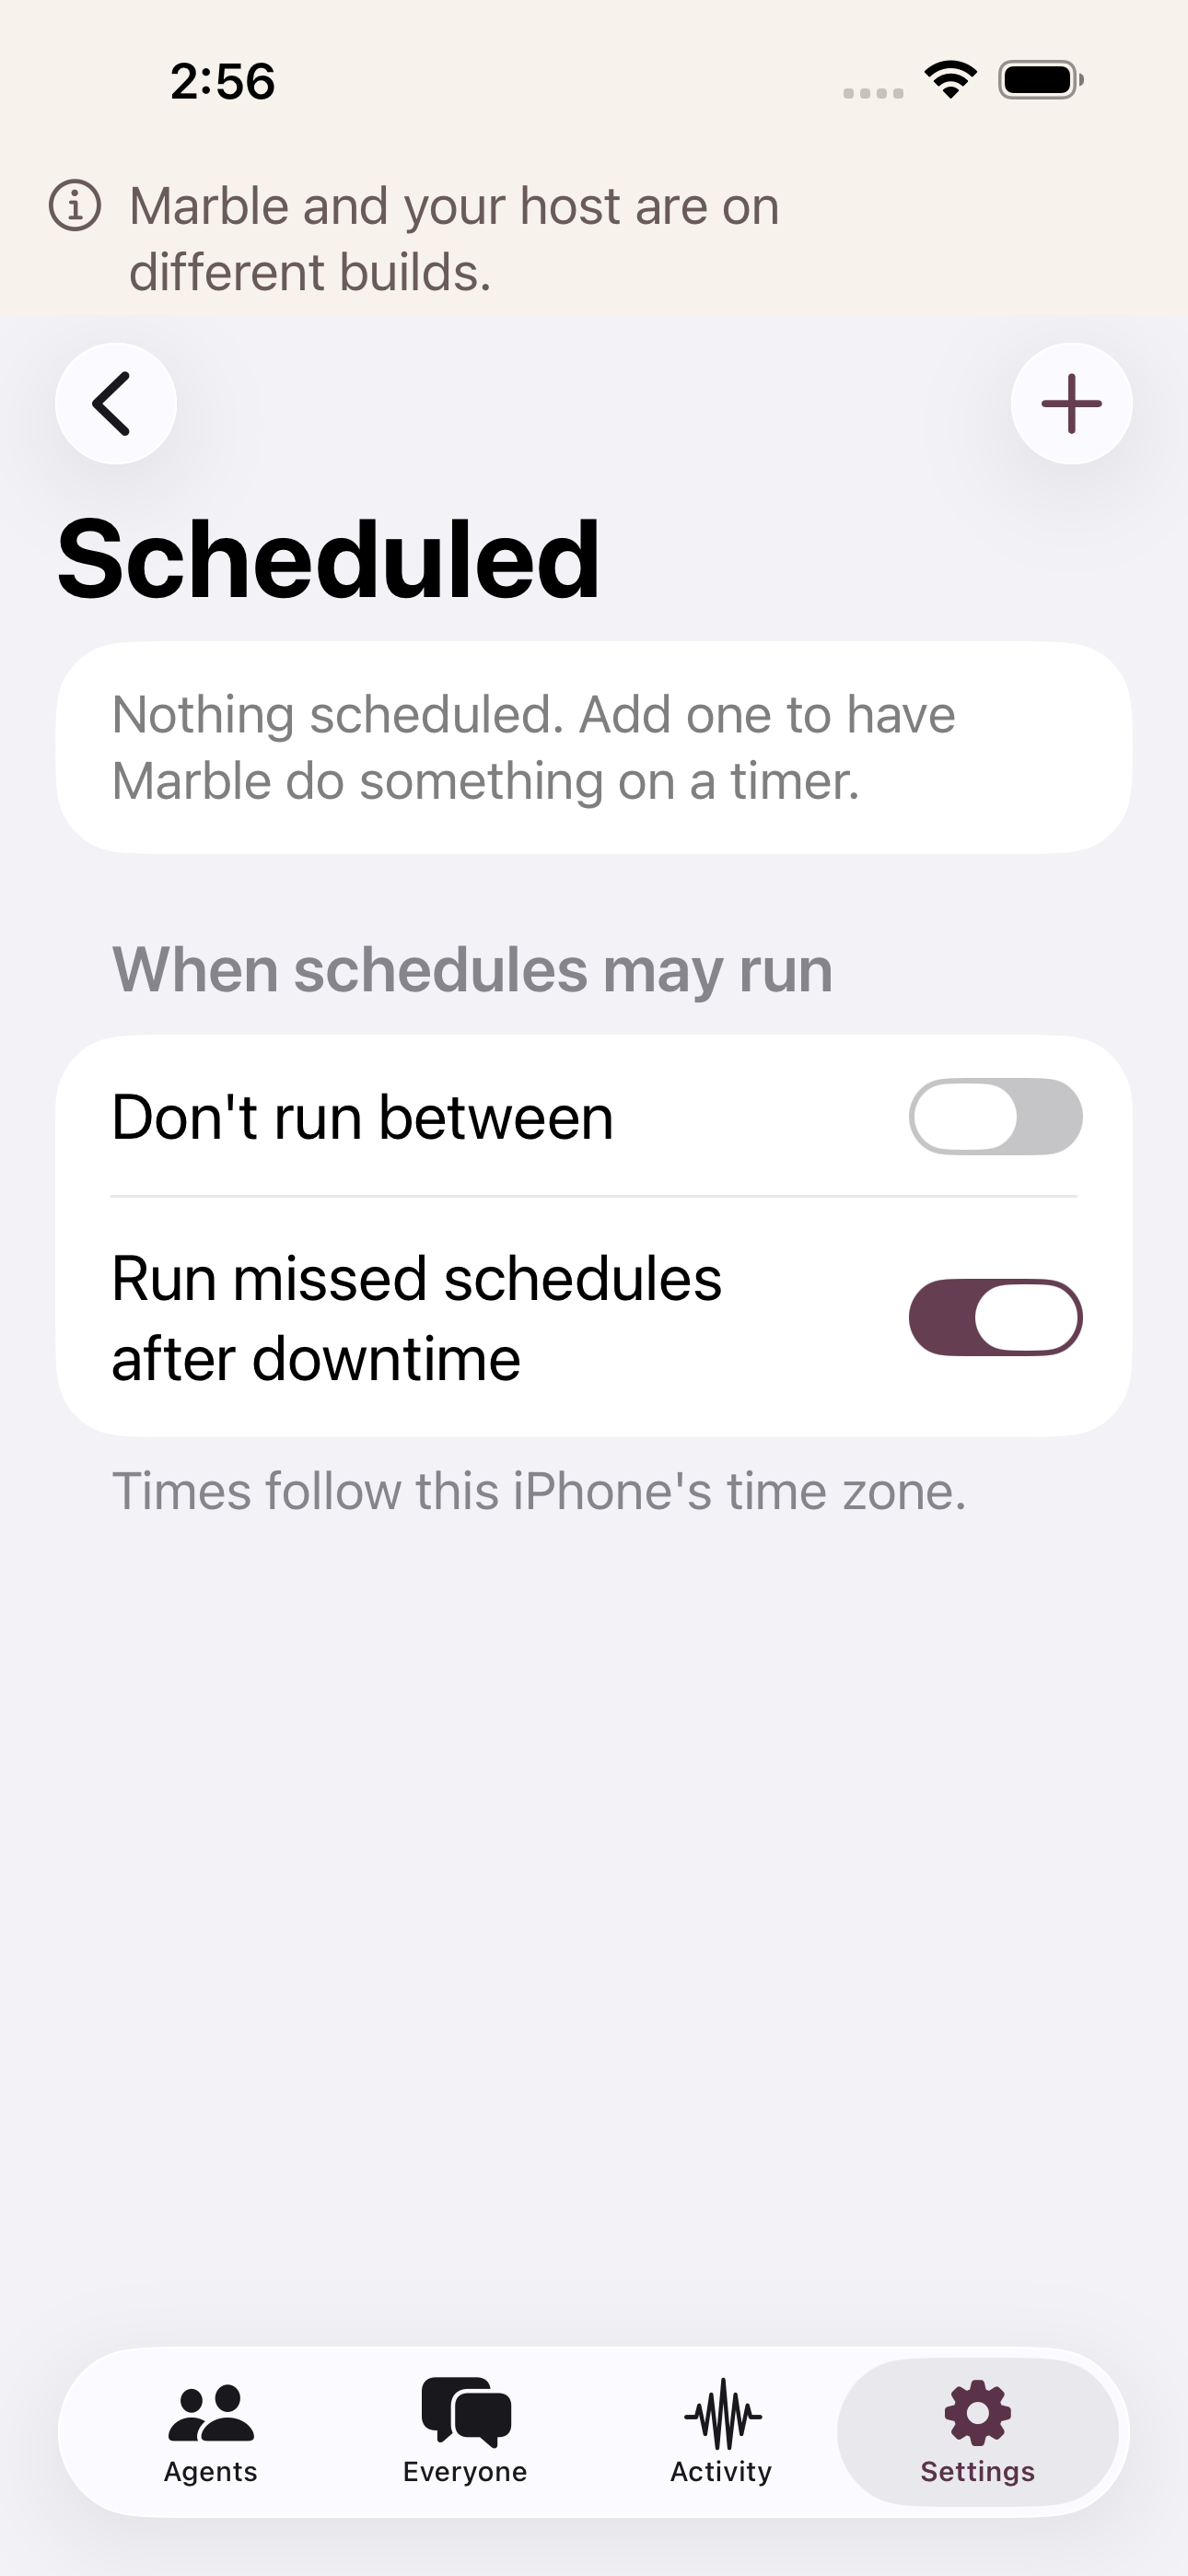 2:56
Marble and your host are on
different builds.
Scheduled
Nothing scheduled. Add one to have
Marble do something on a timer.
When schedules may run
Don't run between
Run missed schedules
after downtime
Times follow this iPhone's time zone.
Agents
Everyone
Activity
Settings